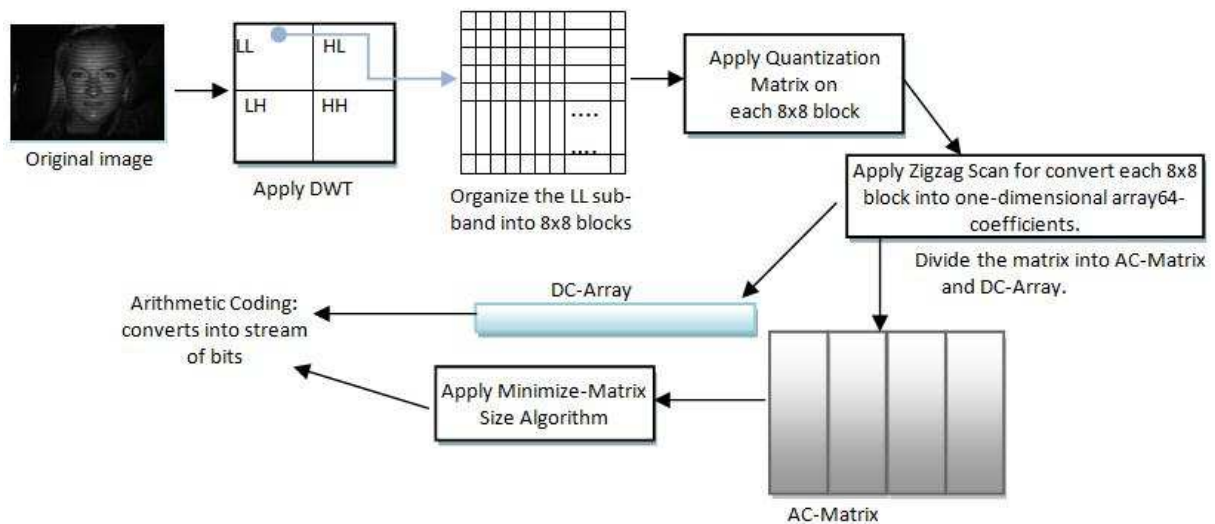 LL
HL
LH
HH
Original image
Apply DWT
....
....
Organize the LL sub-
band into 8x8 blocks
Apply Quantization
Matrix on
each 8x8 block
Apply Zigzag Scan for convert each 8x8
block into one-dimensional array64-
coefficients.
Divide the matrix into AC-Matrix
and DC-Array.
DC-Array
Arithmetic Coding:
converts into stream
of bits
Apply Minimize-Matrix
Size Algorithm
AC-Matrix